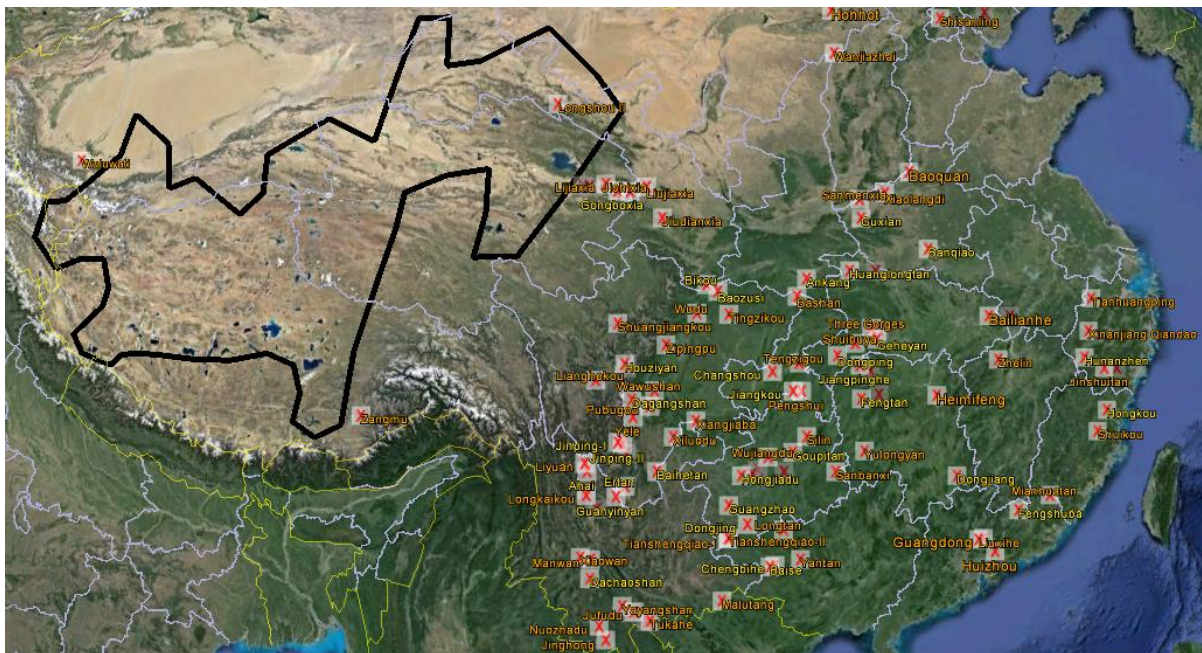 Hohhot
Shisanling
Wanjiazhai
Longshou II
Wuluwati
Baoquan
Lijiaxia
Jishixia
Liujiaxia
Gongboxia
Sanmenxia
Xiaolangdi
Jiudianxia
Guxian
Banqiao
Huanglongtan
Ankang
Bikou
Baozusi
Bashan
Tianhuangping
Wudu
Tingzikou
Bailianhe
Shuangjiangkou
Three Gorges
Xinanjiang Qiandao
Shuibuya
Geheyan
Zipingpu
Tengzigou
Dongping
Zhelin
Hunanzhen
Houziyan
Changshou
Jiangpinghe
Jinshuitan
Lianghekou
Wawushan
Jiangkou
Pengshui
Fengtan
Heimifeng
Dagangshan
Pubugou
Hongkou
Zangmu
Xiangjiaba
Yele
Shuikou
Xiluodu
Silin
Jinping-I
Jinping II
Wujiangdu
Goupitan
Yulongyan
Liyuan
Baihetan
Hongjiadu
Sanbanxi
Dongjiang
Ahai
Ertan
Longkaikou
Guanyinyan
Mianhuatan
Guangzhao
Fengshuba
Dongjing
Longtan
Tianshengqiao-I
Tianshengqiao-II
Guangdong
Liuxihe
Manwan
Xiaowan
Chengbihe
Baise
Yantan
Huizhou
Dachaoshan
Malutang
Yayangshan
Jufudu
Tukahe
Nuozhadu
Jinghong